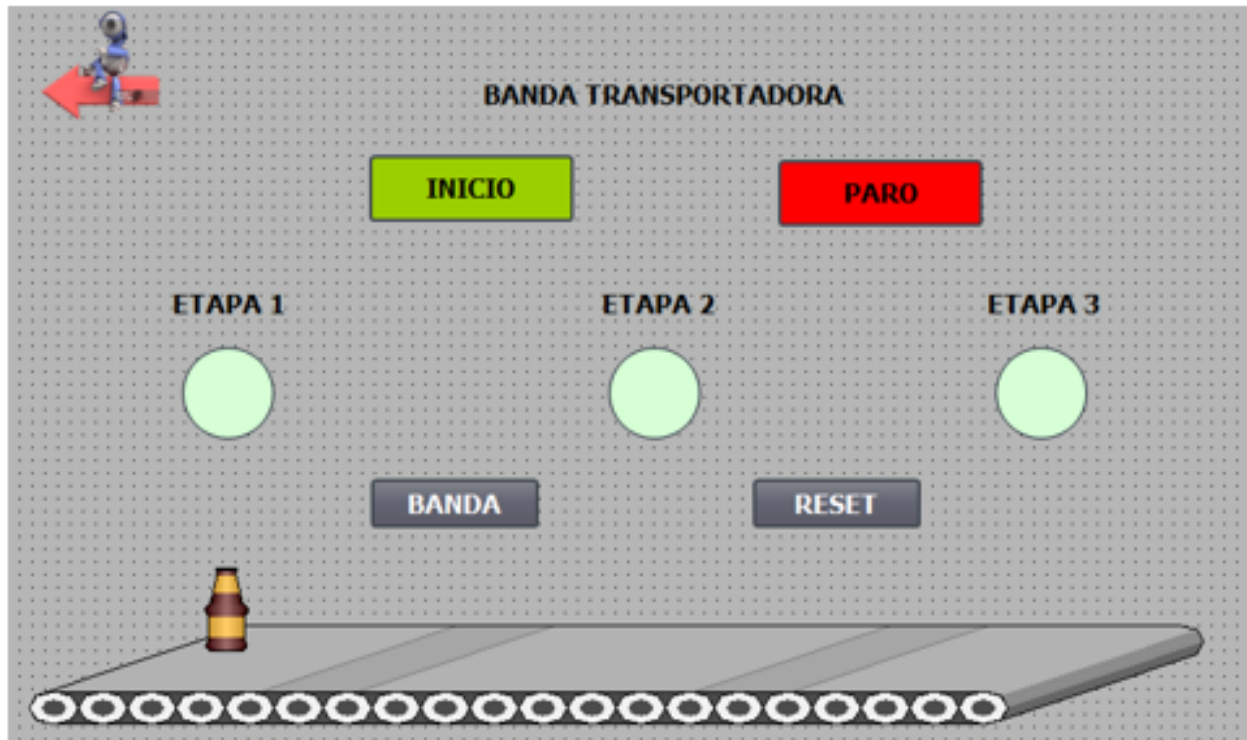 BANDA TRANSPORTADORA
INICIO
PARO
ETAPA 1
ETAPA 2
ETAPA 3
BANDA
RESET